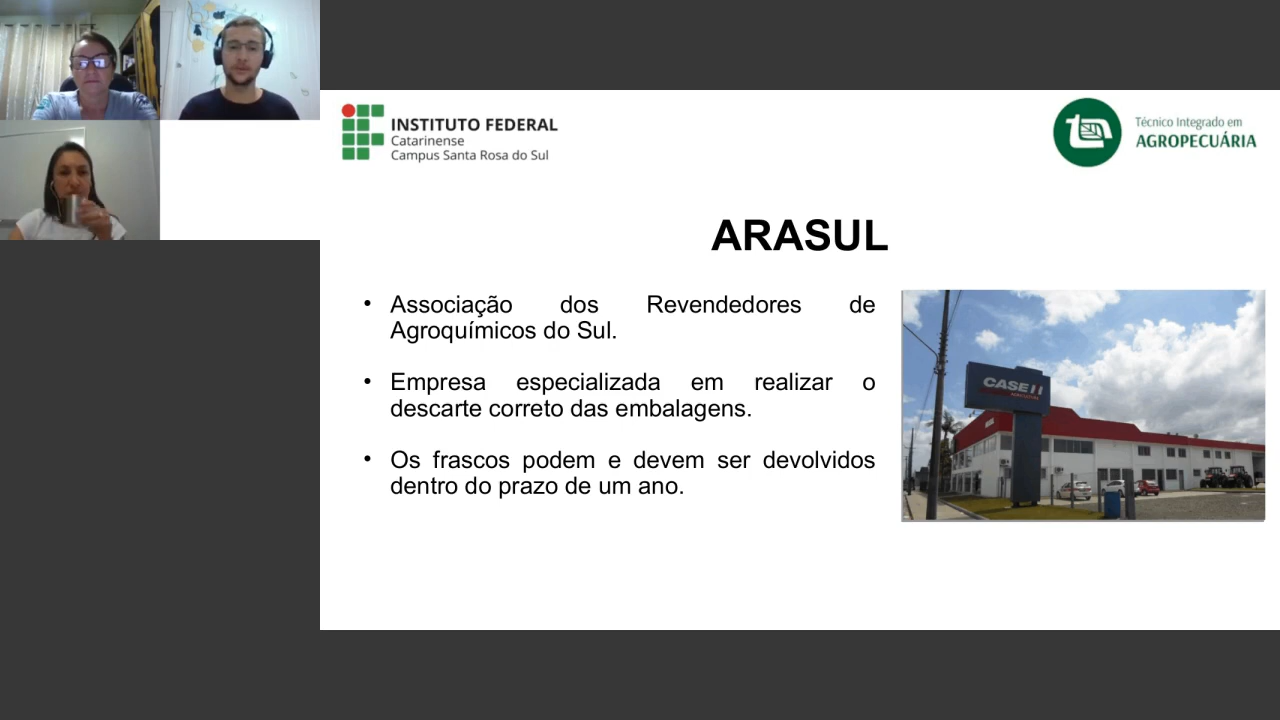 INSTITUTO FEDERAL
Catarinense
Campus Santa Rosa do Sul
Técnico Integrado em
AGROPECUÁRIA
ARASUL
• Associação dos Revendedores de
Agroquímicos do Sul.
• Empresa especializada em realizar o
descarte correto das embalagens.
• Os frascos podem e devem ser devolvidos
dentro do prazo de um ano.
CASE IH